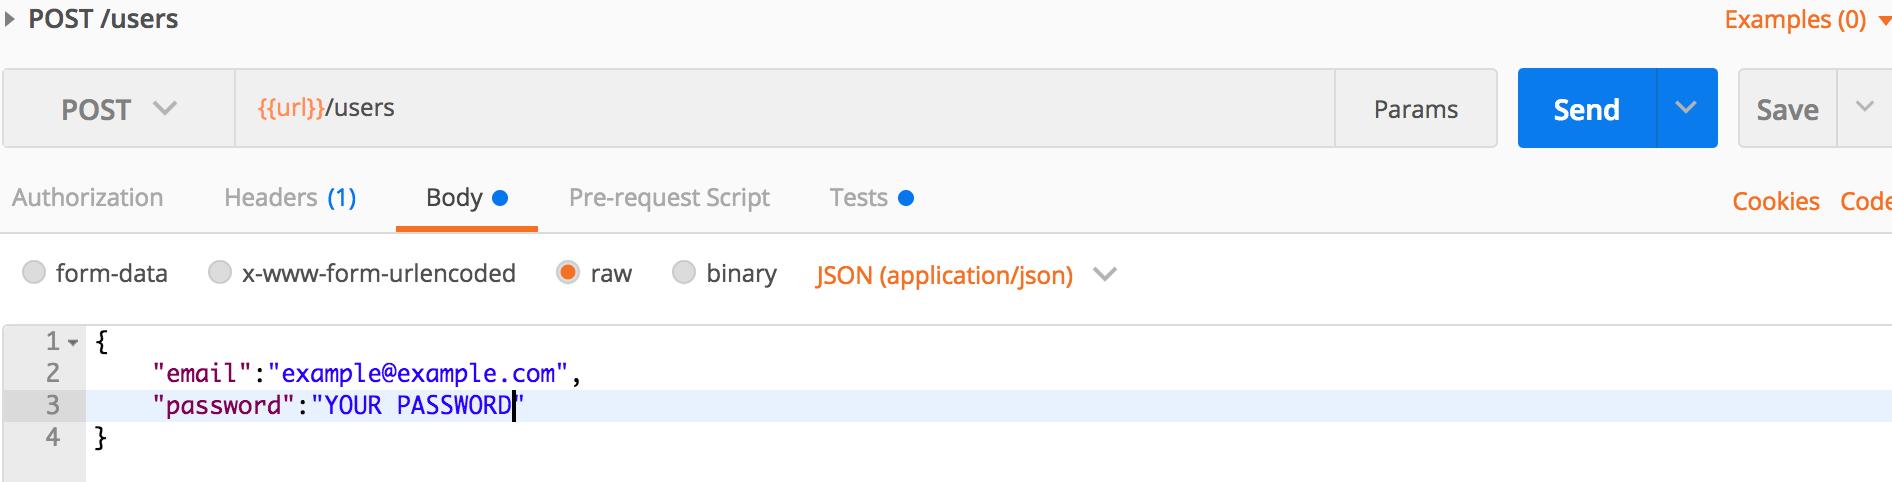 POST /users
Examples (0)
POST
{{url}}/users
Params
Send
Save
Authorization
Headers (1)
Body
Pre-request Script
Tests
Cookies
Code
form-data
x-www-form-urlencoded
raw
binary
JSON (application/json)
1 {
2 "email":"example@example.com",
3 "password":"YOUR PASSWORD"
4 }